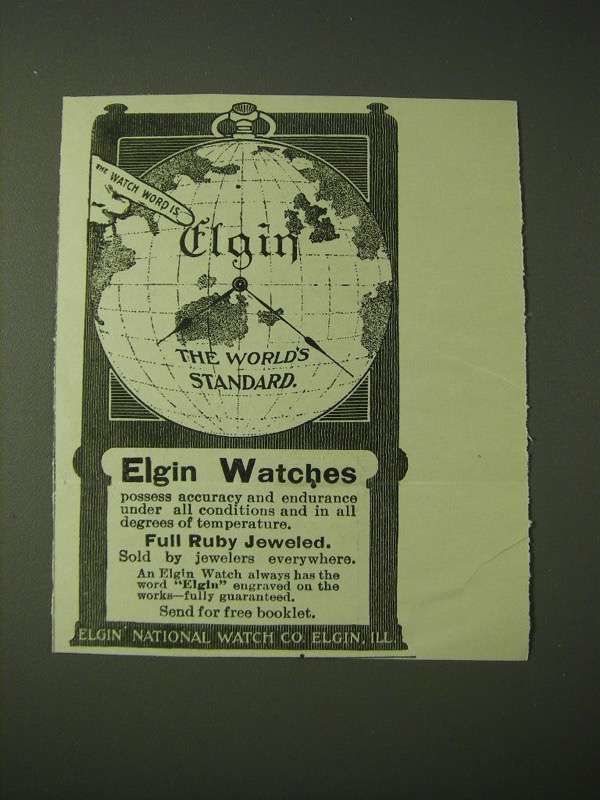 THE WATCH WORD IS
Elgin
THE WORLD'S
STANDARD.
Elgin Watches
possess accuracy and endurance
under all conditions and in all
degrees of temperature.
Full Ruby Jeweled.
Sold by jewelers everywhere.
An Elgin Watch always has the
word "Elgin" engraved on the
works—fully guaranteed.
Send for free booklet.
ELGIN NATIONAL WATCH CO. ELGIN, ILL.